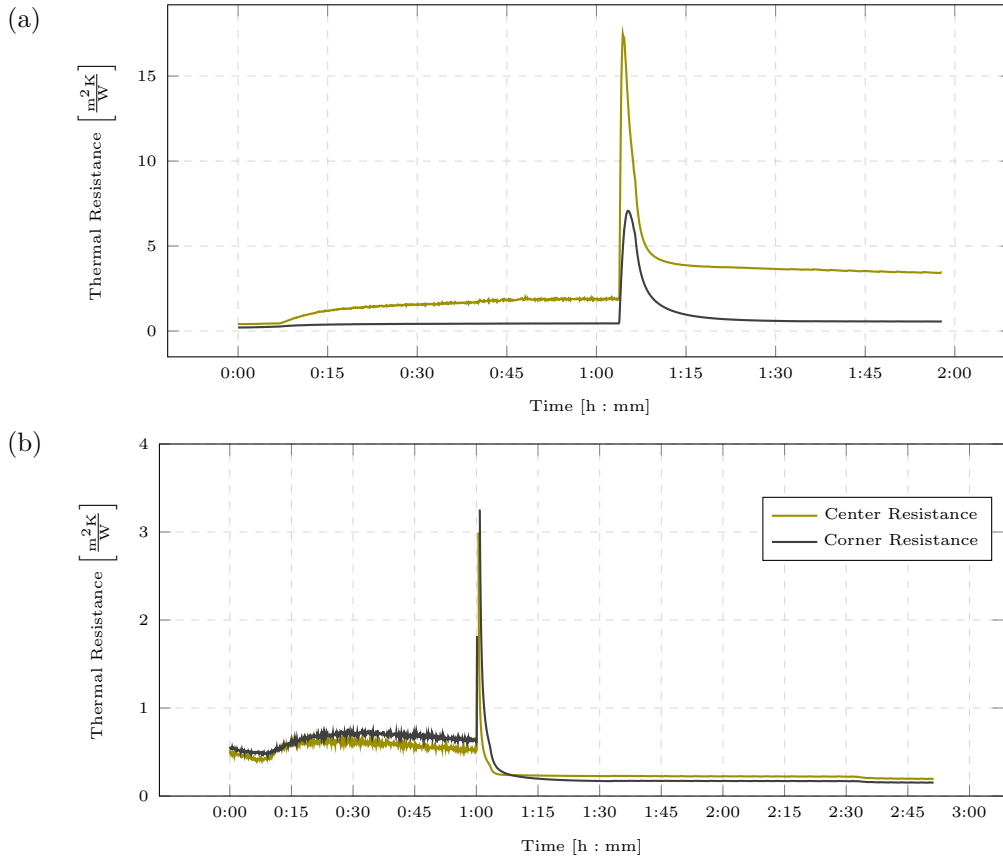 (a)
Thermal Resistance [m²K/W]
15
10
5
0
0:00 0:15 0:30 0:45 1:00 1:15 1:30 1:45 2:00
Time [h : mm]
(b)
Thermal Resistance [m²K/W]
4
3
2
1
0
Center Resistance
Corner Resistance
0:00 0:15 0:30 0:45 1:00 1:15 1:30 1:45 2:00 2:15 2:30 2:45 3:00
Time [h : mm]